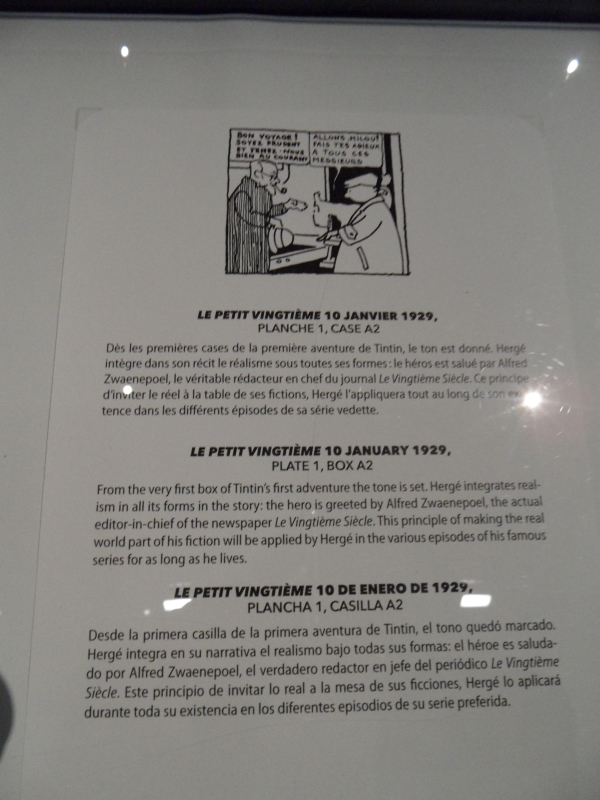 BON VOYAGE!
SOYEZ PRUDENT
ET TENEZ-NOUS
BIEN AU COURANT
ALLONS, MILOU!
FAIS TES ADIEUX
A TOUS CES
MESSIEURS
LE PETIT VINGTIÈME 10 JANVIER 1929,
PLANCHE 1, CASE A2
Dès les premières cases de la première aventure de Tintin, le ton est donné. Hergé
intègre dans son récit le réalisme sous toutes ses formes : le héros est salué par Alfred
Zwaenepoel, le véritable rédacteur en chef du journal Le Vingtième Siècle. Ce principe
d'inviter le réel à la table de ses fictions, Hergé l'appliquera tout au long de son exis-
tence dans les différents épisodes de sa série vedette.
LE PETIT VINGTIÈME 10 JANUARY 1929,
PLATE 1, BOX A2
From the very first box of Tintin's first adventure the tone is set. Hergé integrates real-
ism in all its forms in the story: the hero is greeted by Alfred Zwaenepoel, the actual
editor-in-chief of the newspaper Le Vingtième Siècle. This principle of making the real
world part of his fiction will be applied by Hergé in the various episodes of his famous
series for as long as he lives.
LE PETIT VINGTIÈME 10 DE ENERO DE 1929,
PLANCHA 1, CASILLA A2
Desde la primera casilla de la primera aventura de Tintin, el tono quedó marcado.
Hergé integra en su narrativa el realismo bajo todas sus formas: el héroe es saluda-
do por Alfred Zwaenepoel, el verdadero redactor en jefe del periódico Le Vingtième
Siècle. Este principio de invitar lo real a la mesa de sus ficciones, Hergé lo aplicará
durante toda su existencia en los diferentes episodios de su serie preferida.